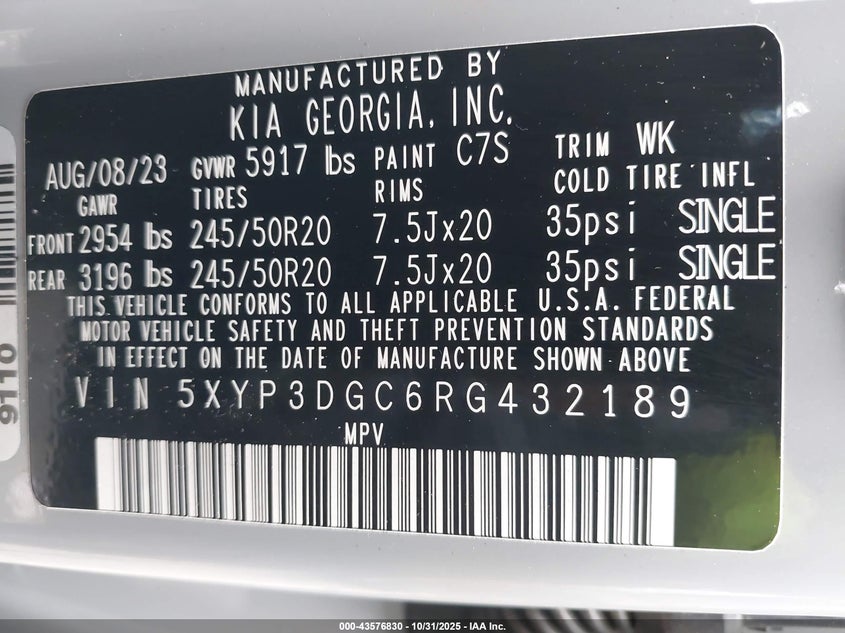 MANUFACTURED BY
KIA GEORGIA, INC.
AUG/08/23 GVWR 5917 lbs PAINT C7S TRIM WK
GAWR TIRES RIMS COLD TIRE INFL
FRONT 2954 lbs 245/50R20 7.5Jx20 35psi SINGLE
REAR 3196 lbs 245/50R20 7.5Jx20 35psi SINGLE
THIS VEHICLE CONFORMS TO ALL APPLICABLE U.S.A. FEDERAL
MOTOR VEHICLE SAFETY AND THEFT PREVENTION STANDARDS
IN EFFECT ON THE DATE OF MANUFACTURE SHOWN ABOVE
VIN 5XYP3DGC6RG432189
MPV
9110
000-43576830 - 10/31/2025 - IAA Inc.